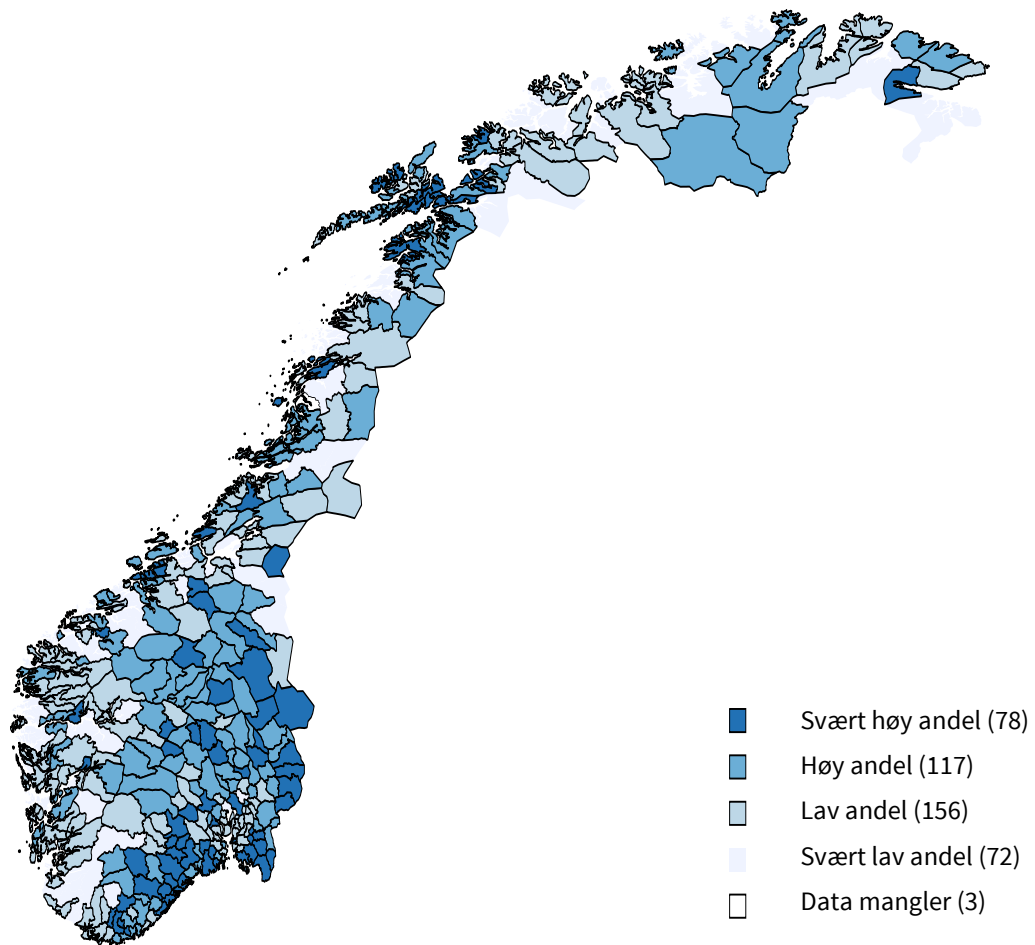 Svært høy andel (78)
Høy andel (117)
Lav andel (156)
Svært lav andel (72)
Data mangler (3)